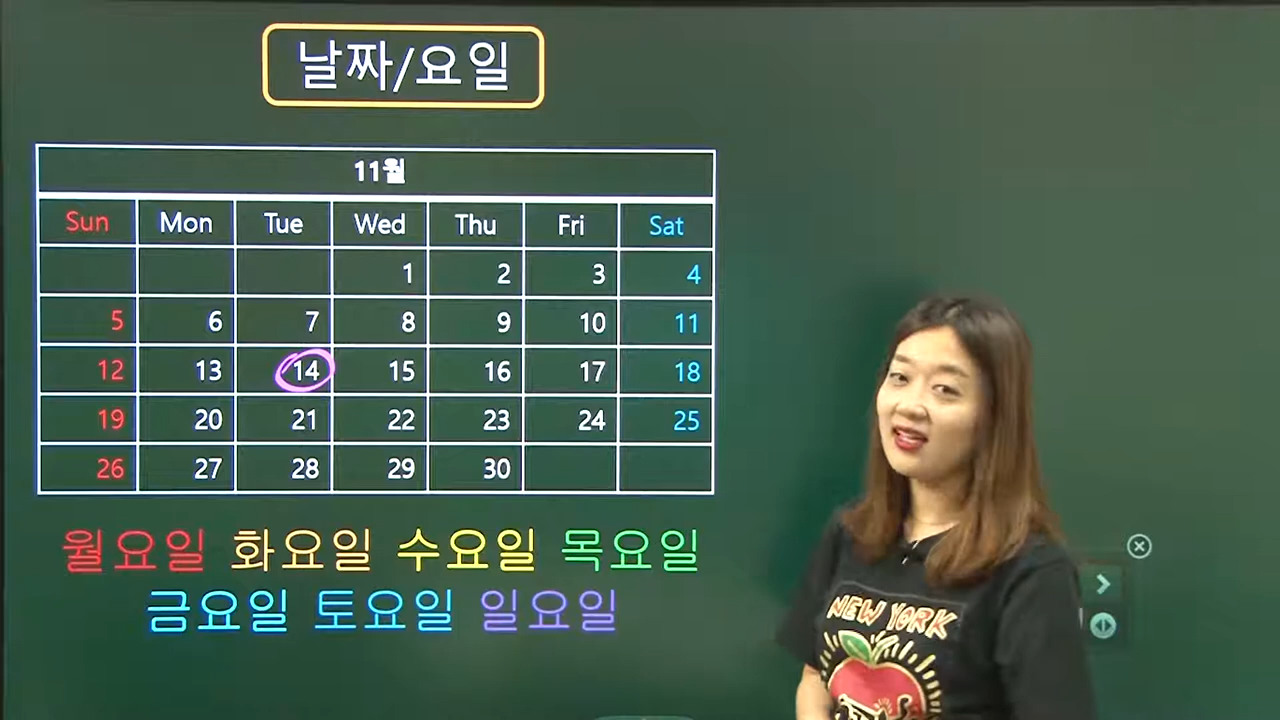 날짜/요일
11월
Sun Mon Tue Wed Thu Fri Sat
1 2 3 4
5 6 7 8 9 10 11
12 13 14 15 16 17 18
19 20 21 22 23 24 25
26 27 28 29 30
월요일 화요일 수요일 목요일
금요일 토요일 일요일
NEW YORK